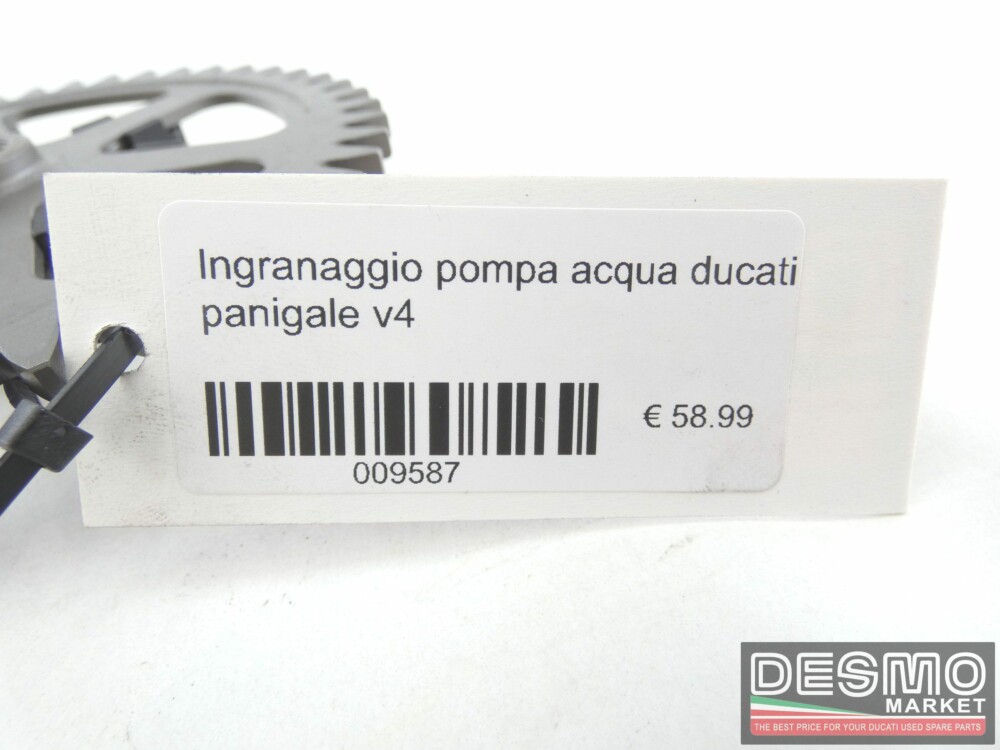 Ingranaggio pompa acqua ducati
panigale v4
€ 58.99
009587
DESMO
MARKET
THE BEST PRICE FOR YOUR DUCATI USED SPARE PARTS